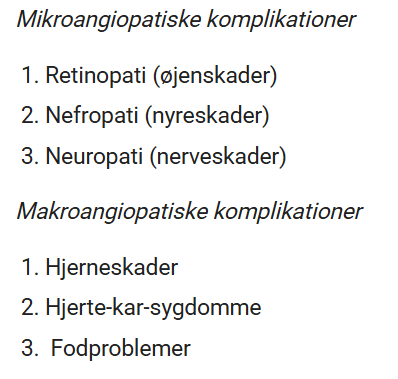 Mikroangiopatiske komplikationer
1. Retinopati (øjenskader)
2. Nefropati (nyreskader)
3. Neuropati (nerveskader)
Makroangiopatiske komplikationer
1. Hjerneskader
2. Hjerte-kar-sygdomme
3. Fodproblemer